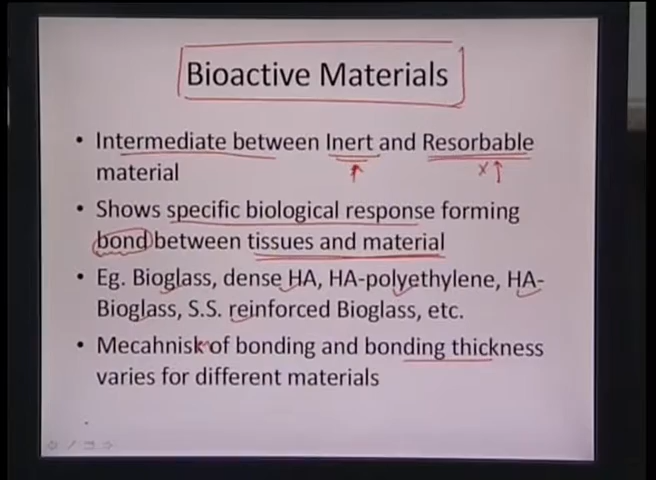 Bioactive Materials
• Intermediate between Inert and Resorbable
material
• Shows specific biological response forming
bond between tissues and material
• Eg. Bioglass, dense HA, HA-polyethylene, HA-
Bioglass, S.S. reinforced Bioglass, etc.
• Mecahnisk of bonding and bonding thickness
varies for different materials